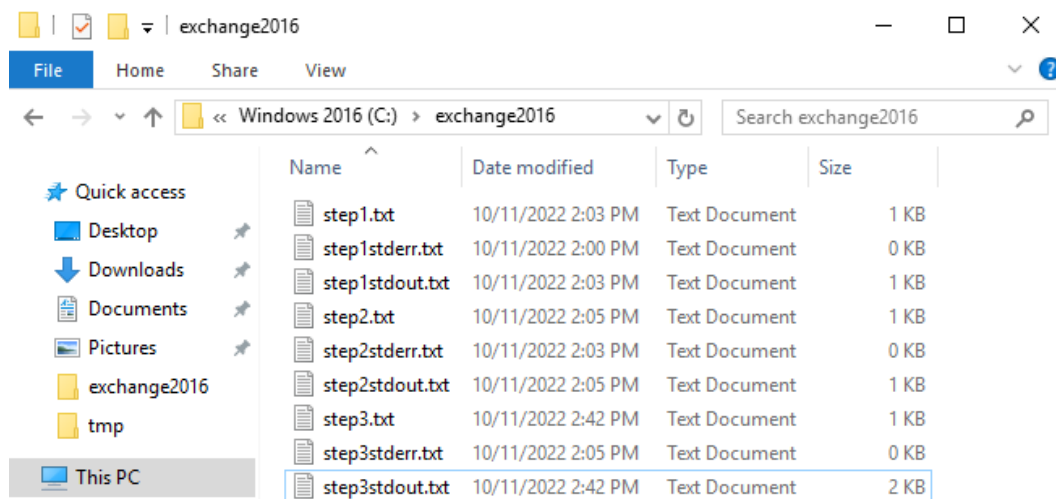 exchange2016
File Home Share View
« Windows 2016 (C:) › exchange2016 Search exchange2016
Name Date modified Type Size
Quick access
Desktop
Downloads
Documents
Pictures
exchange2016
tmp
This PC
step1.txt 10/11/2022 2:03 PM Text Document 1 KB
step1stderr.txt 10/11/2022 2:00 PM Text Document 0 KB
step1stdout.txt 10/11/2022 2:03 PM Text Document 1 KB
step2.txt 10/11/2022 2:05 PM Text Document 1 KB
step2stderr.txt 10/11/2022 2:03 PM Text Document 0 KB
step2stdout.txt 10/11/2022 2:05 PM Text Document 1 KB
step3.txt 10/11/2022 2:42 PM Text Document 1 KB
step3stderr.txt 10/11/2022 2:05 PM Text Document 0 KB
step3stdout.txt 10/11/2022 2:42 PM Text Document 2 KB